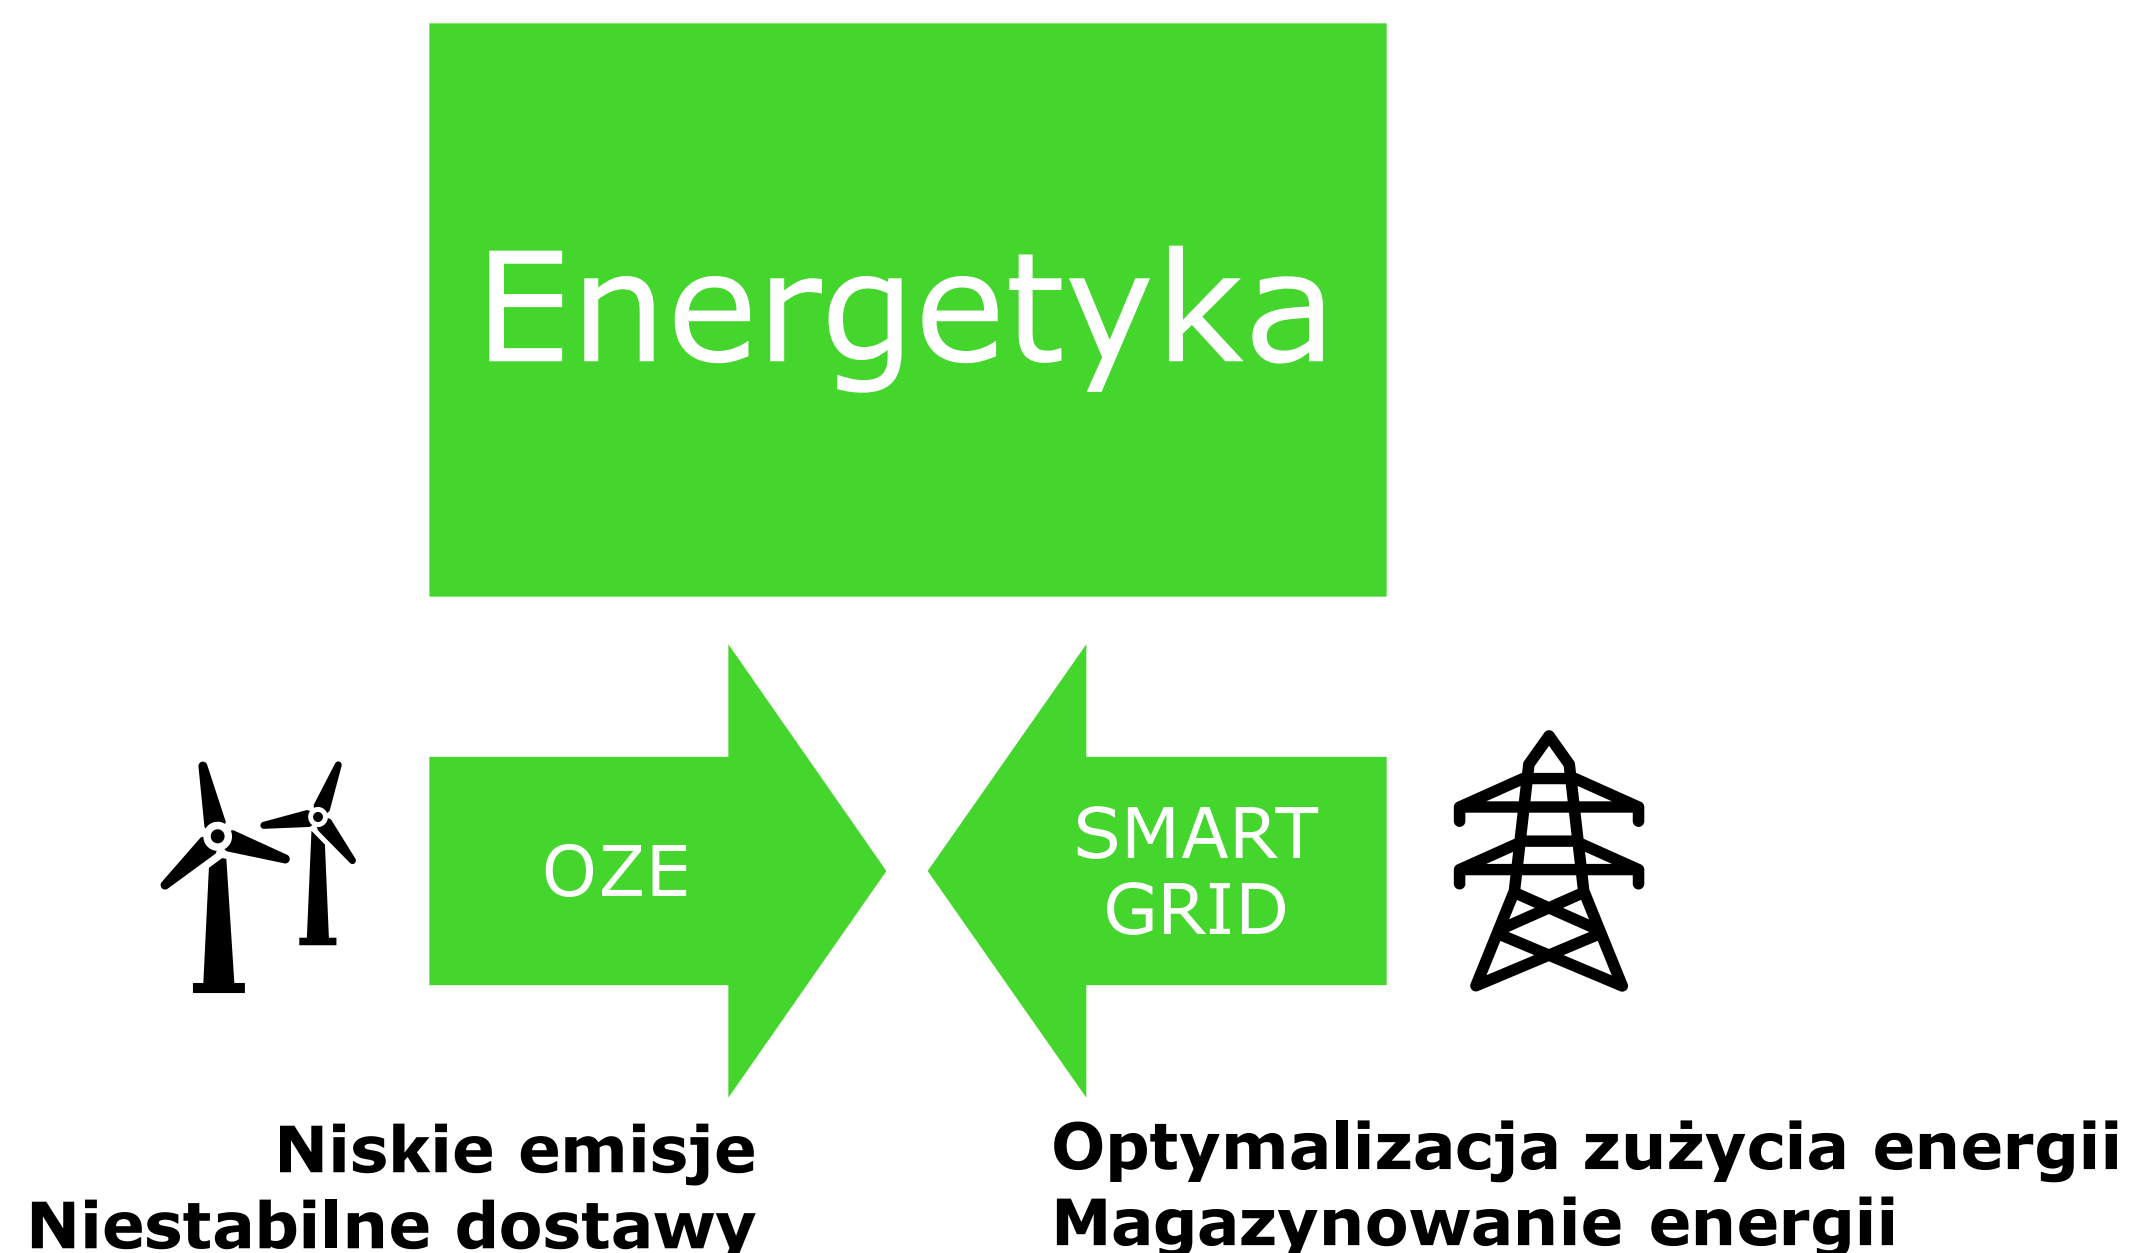 Energetyka
OZE
SMART
GRID
Niskie emisje
Niestabilne dostawy
Optymalizacja zużycia energii
Magazynowanie energii